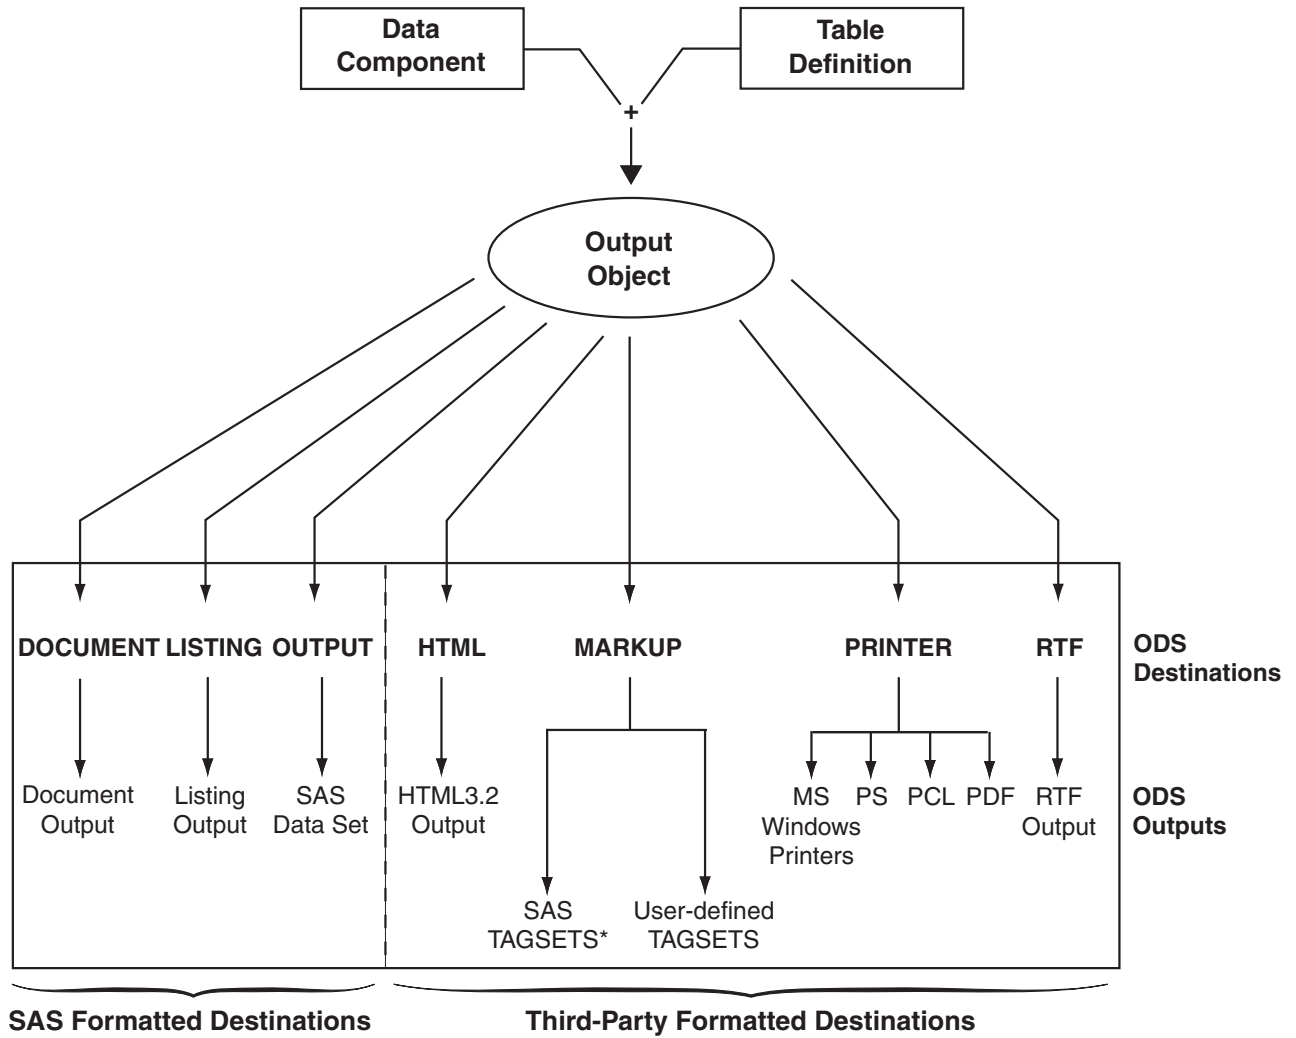 Data
Component
Table
Definition
+
Output
Object
DOCUMENT LISTING OUTPUT HTML MARKUP PRINTER RTF
ODS
Destinations
Document
Output
Listing
Output
SAS
Data Set
HTML3.2
Output
MS
Windows
Printers
PS
PCL
PDF
RTF
Output
ODS
Outputs
SAS
TAGSETS*
User-defined
TAGSETS
SAS Formatted Destinations
Third-Party Formatted Destinations